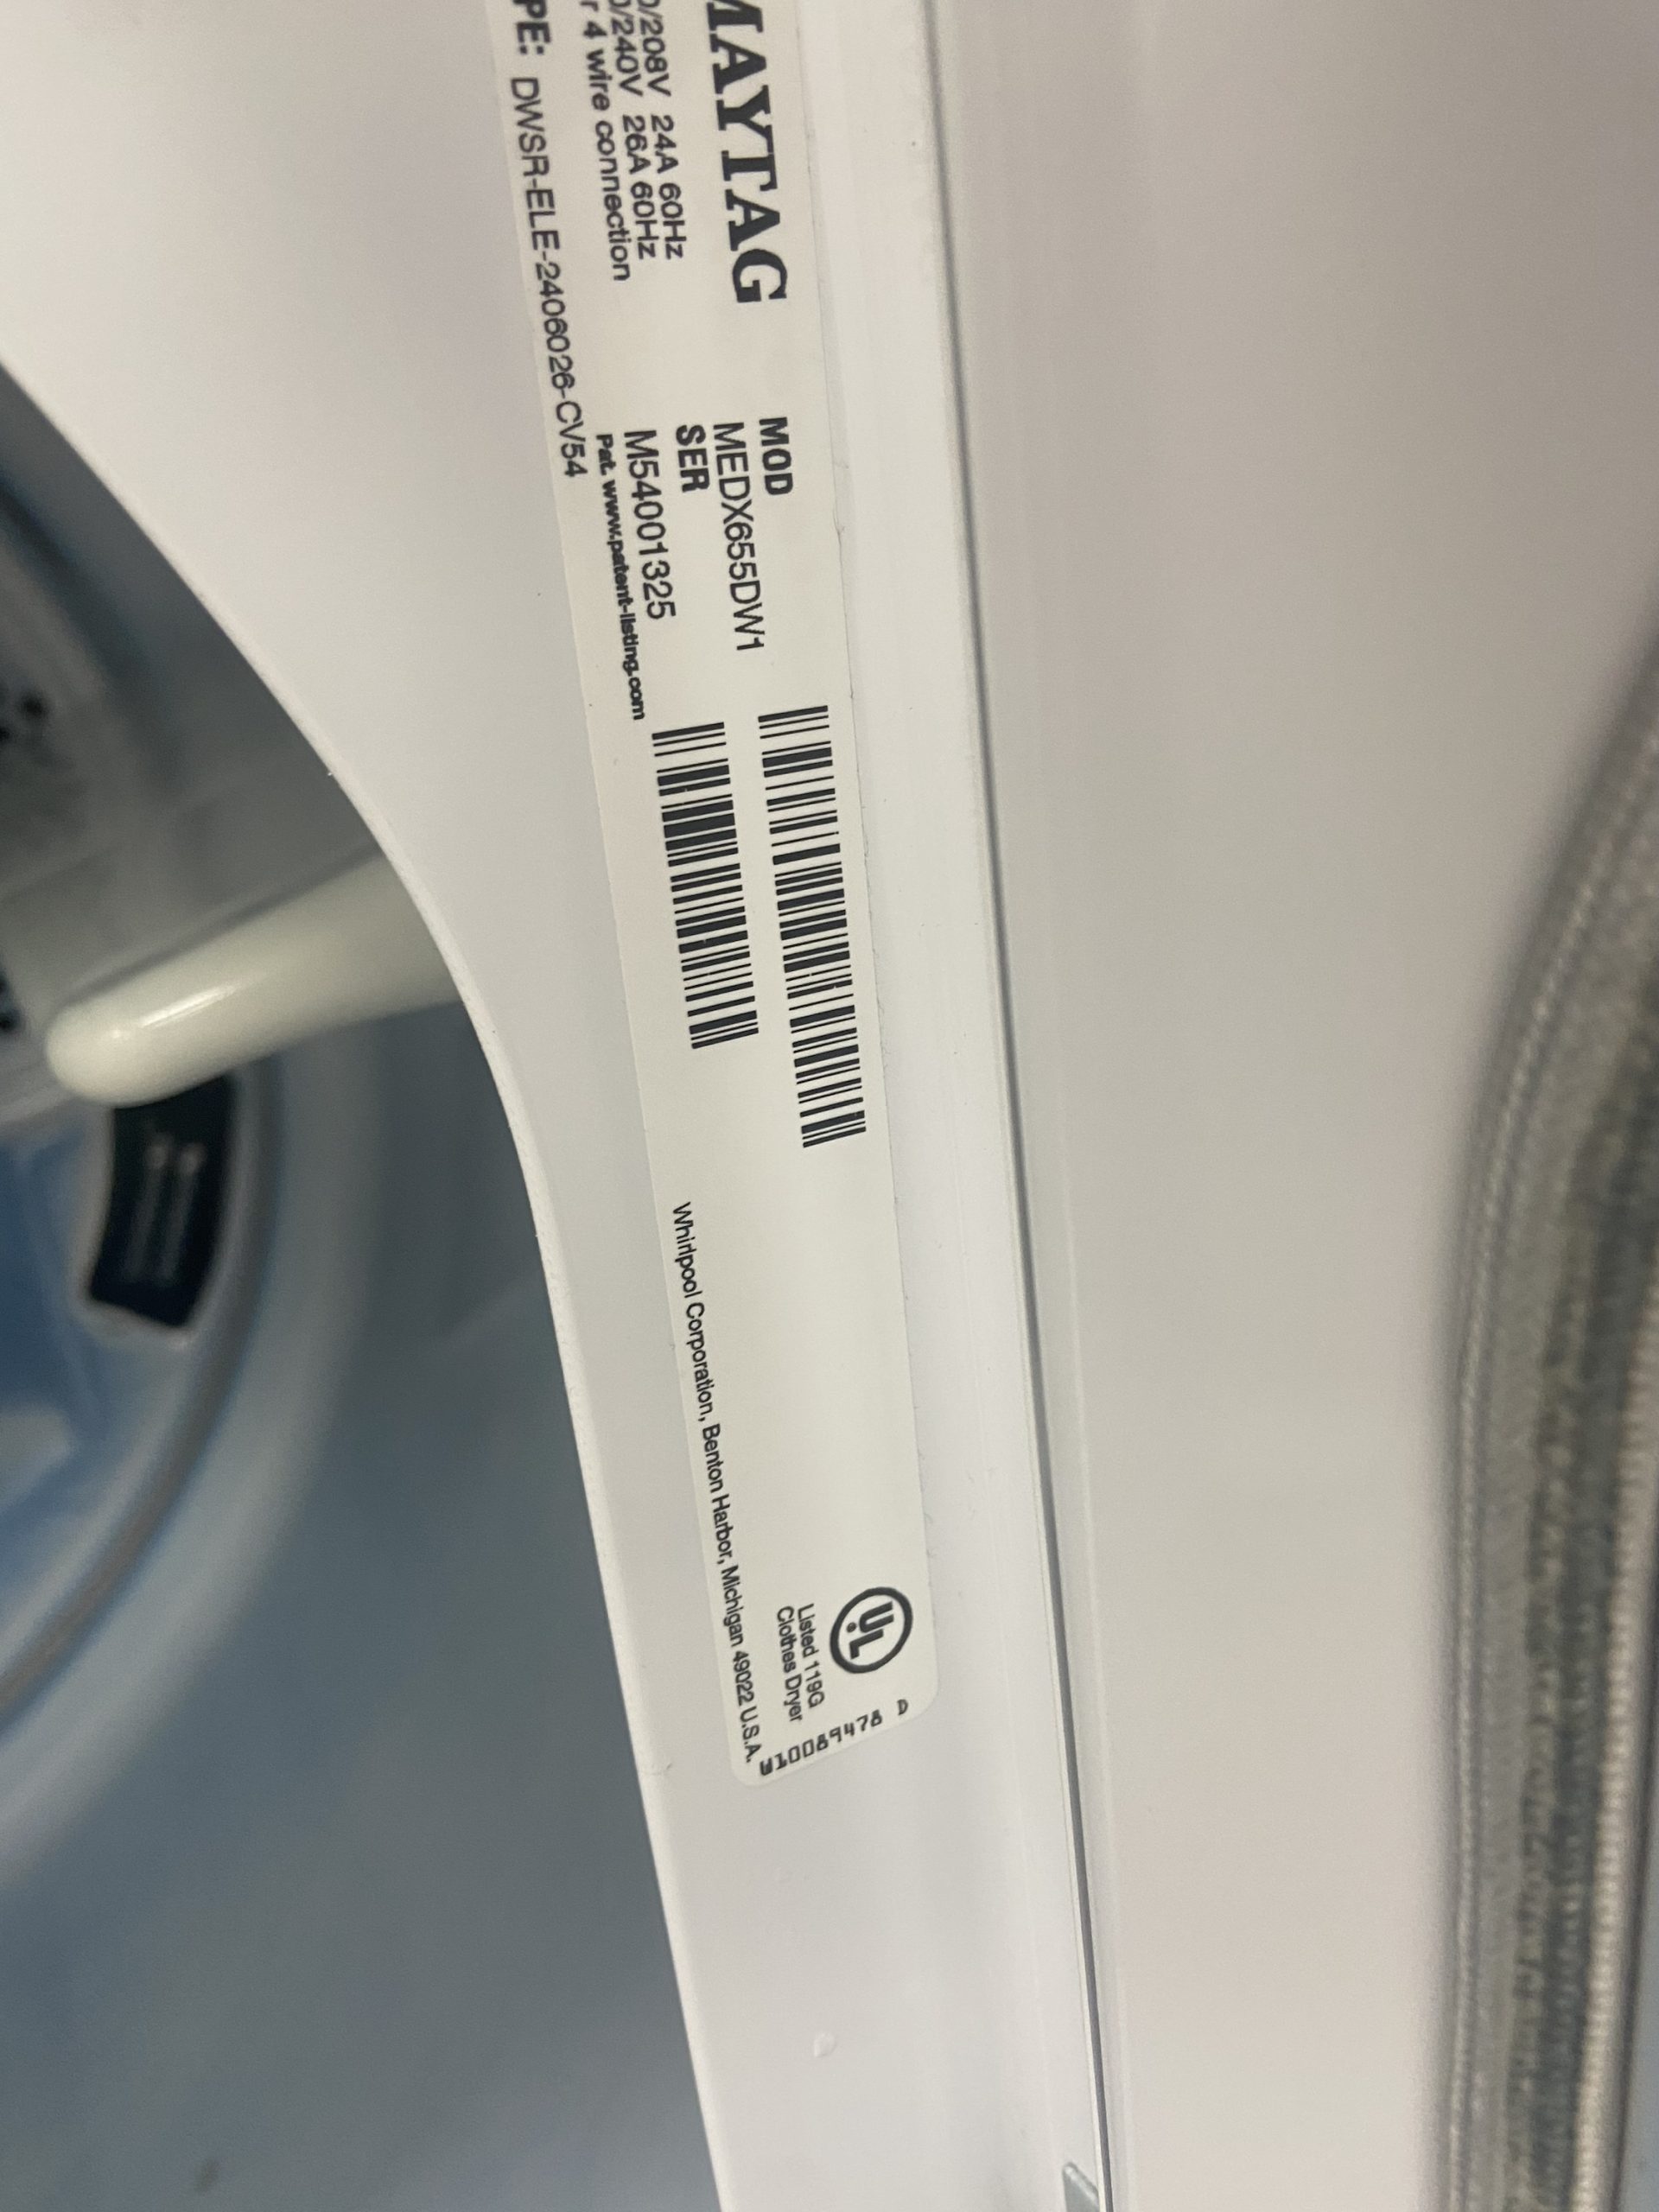 MAYTAG
0/208V 24A 60Hz
0/240V 26A 60Hz
r 4 wire connection
PE: DWSR-ELE-2406026-CV54
MOD
MEDX655DW1
SER
M54001325
Pat. www.patent-listing.com
Whirlpool Corporation, Benton Harbor, Michigan 49022 U.S.A.
UL
Listed 119G
Clothes Dryer
D